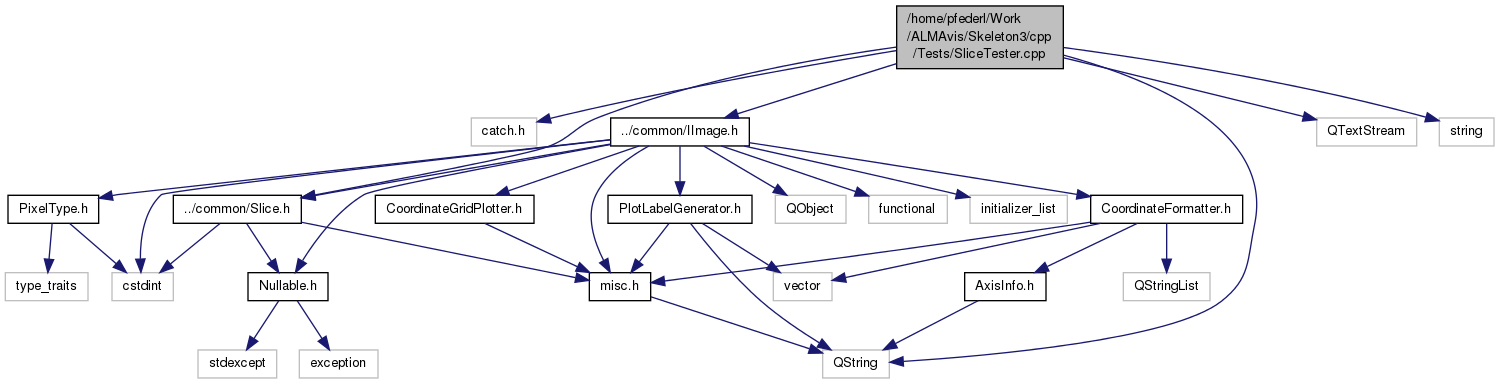 /home/pfederl/Work
/ALMAvis/Skeleton3/cpp
/Tests/SliceTester.cpp
catch.h
../common/IImage.h
QTextStream
string
PixelType.h
../common/Slice.h
CoordinateGridPlotter.h
PlotLabelGenerator.h
QObject
functional
initializer_list
CoordinateFormatter.h
type_traits
cstdint
Nullable.h
misc.h
vector
AxisInfo.h
QStringList
stdexcept
exception
QString